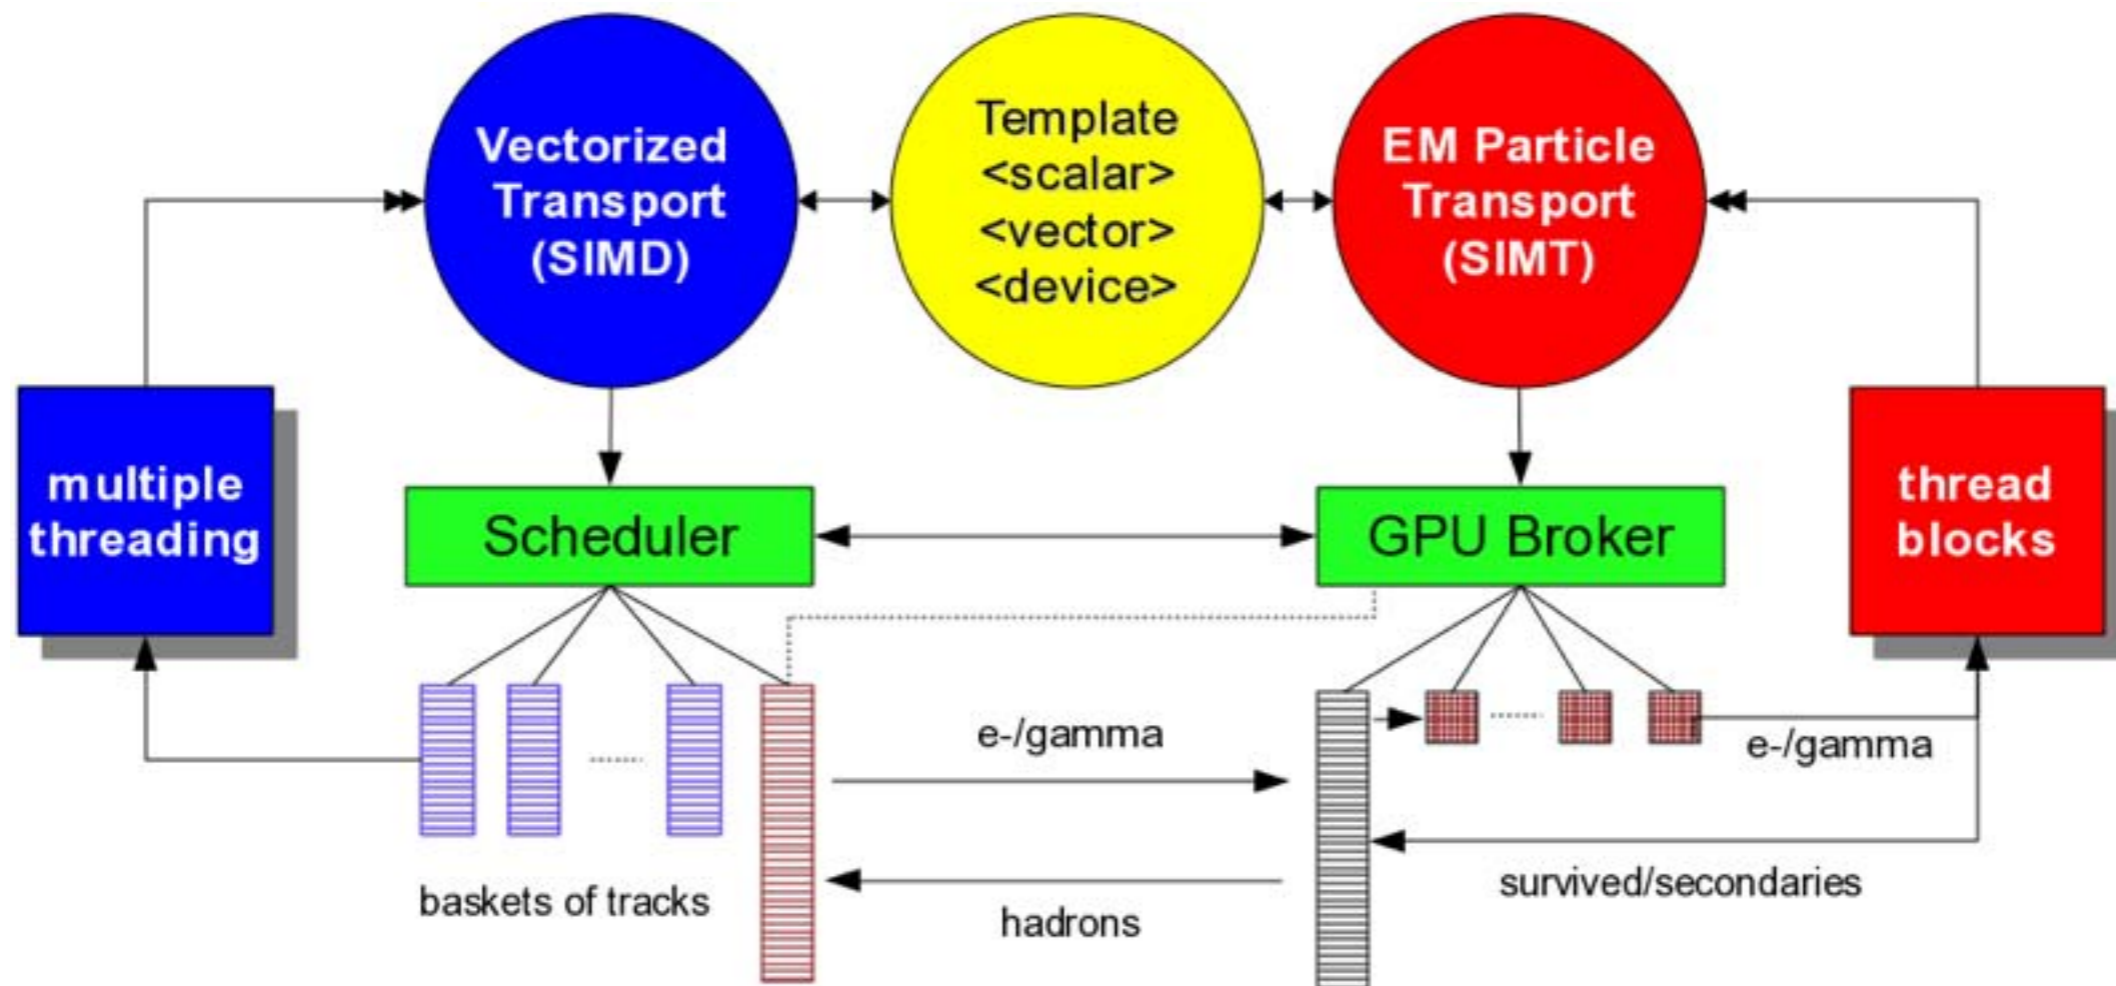 Vectorized
Transport
(SIMD)
Template
<scalar>
<vector>
<device>
EM Particle
Transport
(SIMT)
multiple
threading
Scheduler
GPU Broker
thread
blocks
e-/gamma
e-/gamma
baskets of tracks
hadrons
survived/secondaries